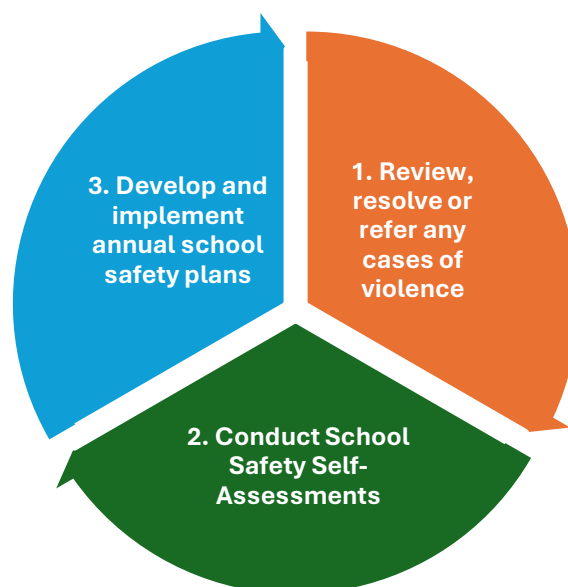 1. Review,
resolve or
refer any
cases of
violence
2. Conduct School
Safety Self-
Assessments
3. Develop and
implement
annual school
safety plans